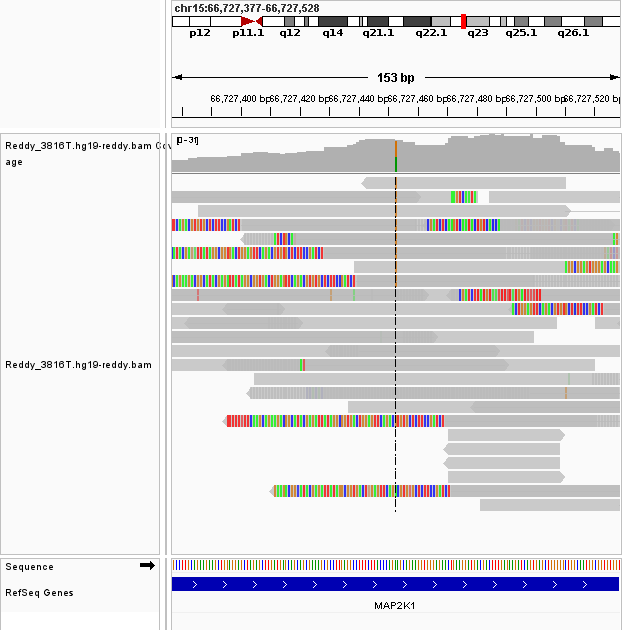 chr15:66,727,377-66,727,528
p12 p11.1 q12 q14 q21.1 q22.1 q23 q25.1 q26.1
153 bp
66,727,400 bp 66,727,420 bp 66,727,440 bp 66,727,460 bp 66,727,480 bp 66,727,500 bp 66,727,520 bp
Reddy_3816T.hg19-reddy.bam Cov
age
[0-31]
Reddy_3816T.hg19-reddy.bam
Sequence
RefSeq Genes
MAP2K1